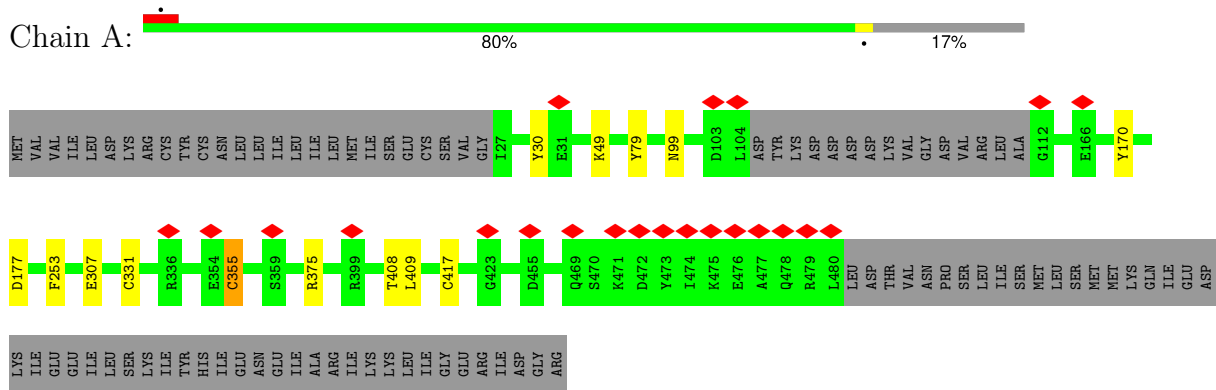 •
Chain A:
80% • 17%
MET VAL VAL ILE LEU ASP LYS ARG CYS TYR CYS ASN LEU LEU ILE LEU ILE LEU MET ILE SER GLU CYS SER VAL GLY I27 Y30 E31 K49 Y79 N99 D103 L104 ASP TYR LYS ASP ASP ASP ASP LYS VAL GLY ASP VAL ARG LEU ALA G112 E166 Y170
D177 F253 E307 C331 R336 E354 C355 S359 R375 R399 T408 L409 C417 G423 D455 Q469 S470 K471 D472 Y473 I474 K475 E476 A477 Q478 R479 L480 LEU ASP THR VAL ASN PRO SER LEU ILE SER MET LEU SER MET MET LYS GLN ILE GLU ASP
LYS ILE GLU GLU ILE LEU SER LYS ILE TYR HIS ILE GLU ASN GLU ILE ALA ARG ILE LYS LYS LEU ILE GLY GLU ARG ILE ASP GLY ARG